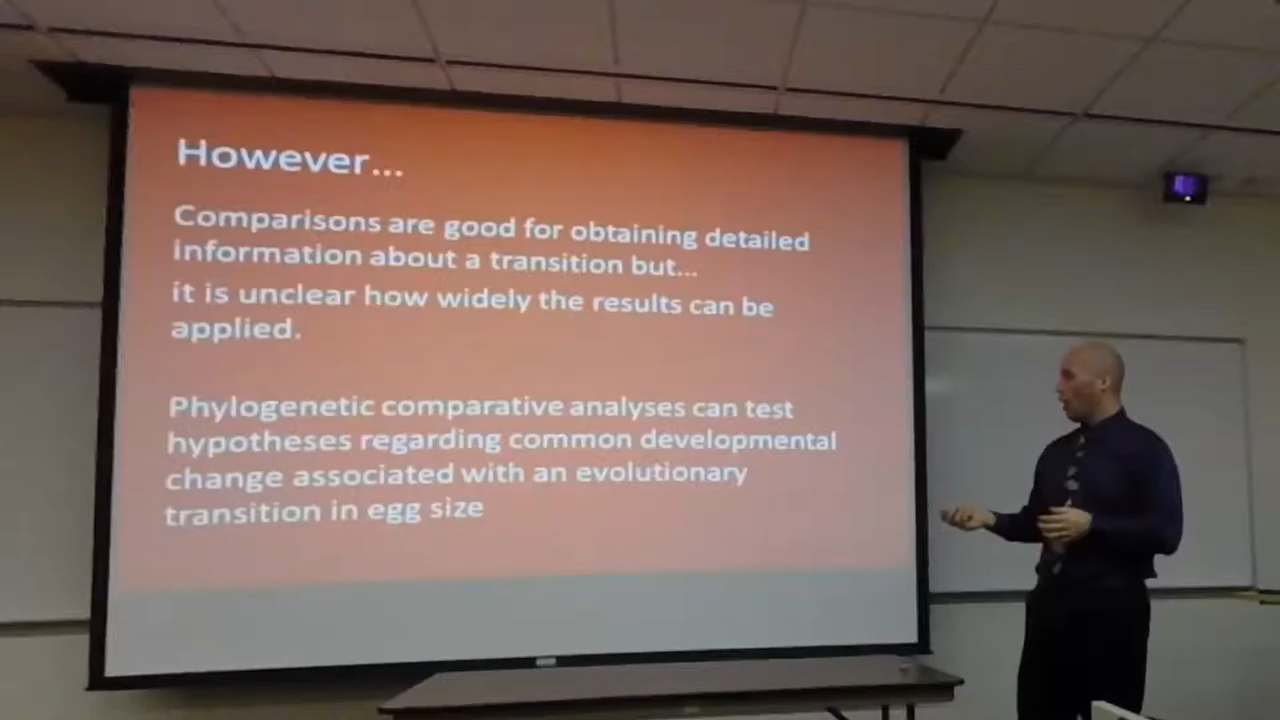 However...
Comparisons are good for obtaining detailed
information about a transition but...
it is unclear how widely the results can be
applied.
Phylogenetic comparative analyses can test
hypotheses regarding common developmental
change associated with an evolutionary
transition in egg size